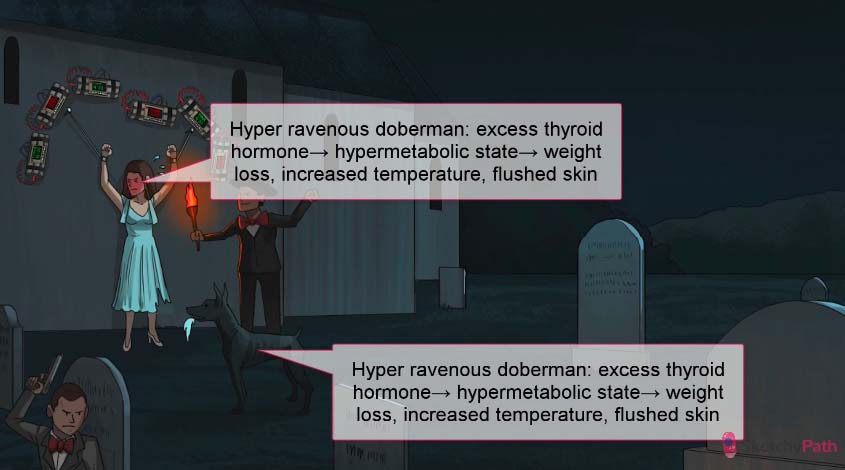 Hyper ravenous doberman: excess thyroid
hormone→ hypermetabolic state→ weight
loss, increased temperature, flushed skin
Hyper ravenous doberman: excess thyroid
hormone→ hypermetabolic state→ weight
loss, increased temperature, flushed skin
SketchyPath